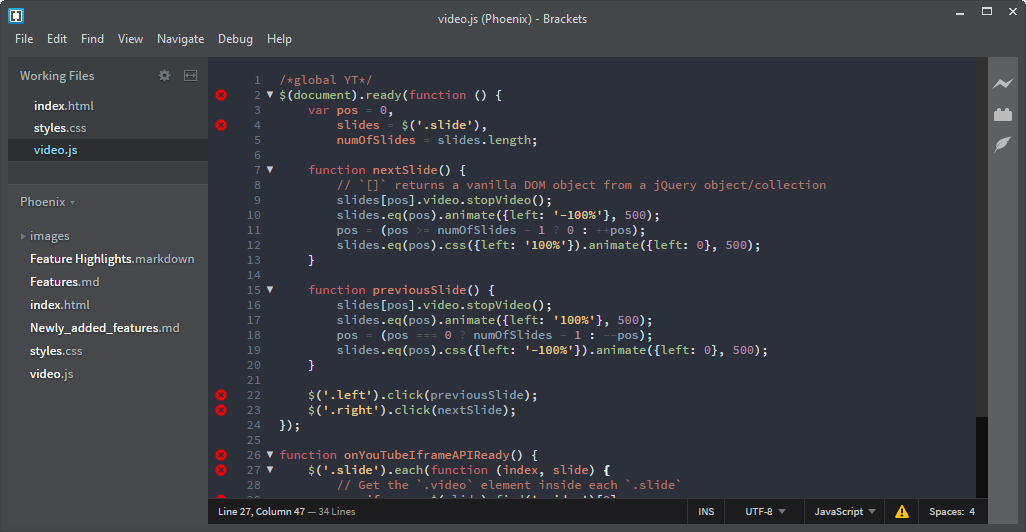 video.js (Phoenix) - Brackets
File Edit Find View Navigate Debug Help
Working Files
index.html
styles.css
video.js
Phoenix
images
Feature Highlights.markdown
Features.md
index.html
Newly_added_features.md
styles.css
video.js
1 /*global YT*/
2 $(document).ready(function () {
3 var pos = 0,
4 slides = $('.slide'),
5 numOfSlides = slides.length;
6
7 function nextSlide() {
8 // `[]` returns a vanilla DOM object from a jQuery object/collection
9 slides[pos].video.stopVideo();
10 slides.eq(pos).animate({left: '-100%'}, 500);
11 pos = (pos >= numOfSlides - 1 ? 0 : ++pos);
12 slides.eq(pos).css({left: '100%'}).animate({left: 0}, 500);
13 }
14
15 function previousSlide() {
16 slides[pos].video.stopVideo();
17 slides.eq(pos).animate({left: '100%'}, 500);
18 pos = (pos === 0 ? numOfSlides - 1 : --pos);
19 slides.eq(pos).css({left: '-100%'}).animate({left: 0}, 500);
20 }
21
22 $('.left').click(previousSlide);
23 $('.right').click(nextSlide);
24 });
25
26 function onYouTubeIframeAPIReady() {
27 $('.slide').each(function (index, slide) {
28 // Get the `.video` element inside each `.slide`
Line 27, Column 47 — 34 Lines
INS UTF-8 JavaScript Spaces: 4